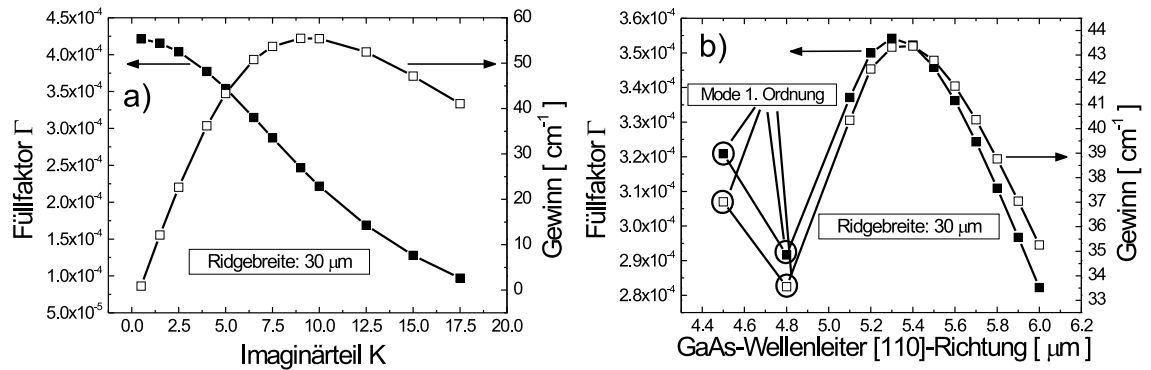 a)
Füllfaktor Γ
4.5x10⁻⁴
4.0x10⁻⁴
3.5x10⁻⁴
3.0x10⁻⁴
2.5x10⁻⁴
2.0x10⁻⁴
1.5x10⁻⁴
1.0x10⁻⁴
5.0x10⁻⁵
Ridgebreite: 30 μm
60
50
40
30
20
10
0
Gewinn [ cm⁻¹]
0.0 2.5 5.0 7.5 10.0 12.5 15.0 17.5 20.0
Imaginärteil K
b)
Füllfaktor Γ
3.6x10⁻⁴
3.5x10⁻⁴
3.4x10⁻⁴
3.3x10⁻⁴
3.2x10⁻⁴
3.1x10⁻⁴
3.0x10⁻⁴
2.9x10⁻⁴
2.8x10⁻⁴
Mode 1. Ordnung
Ridgebreite: 30 μm
44
43
42
41
40
39
38
37
36
35
34
33
Gewinn [ cm⁻¹]
4.4 4.6 4.8 5.0 5.2 5.4 5.6 5.8 6.0 6.2
GaAs-Wellenleiter [110]-Richtung [ μm]